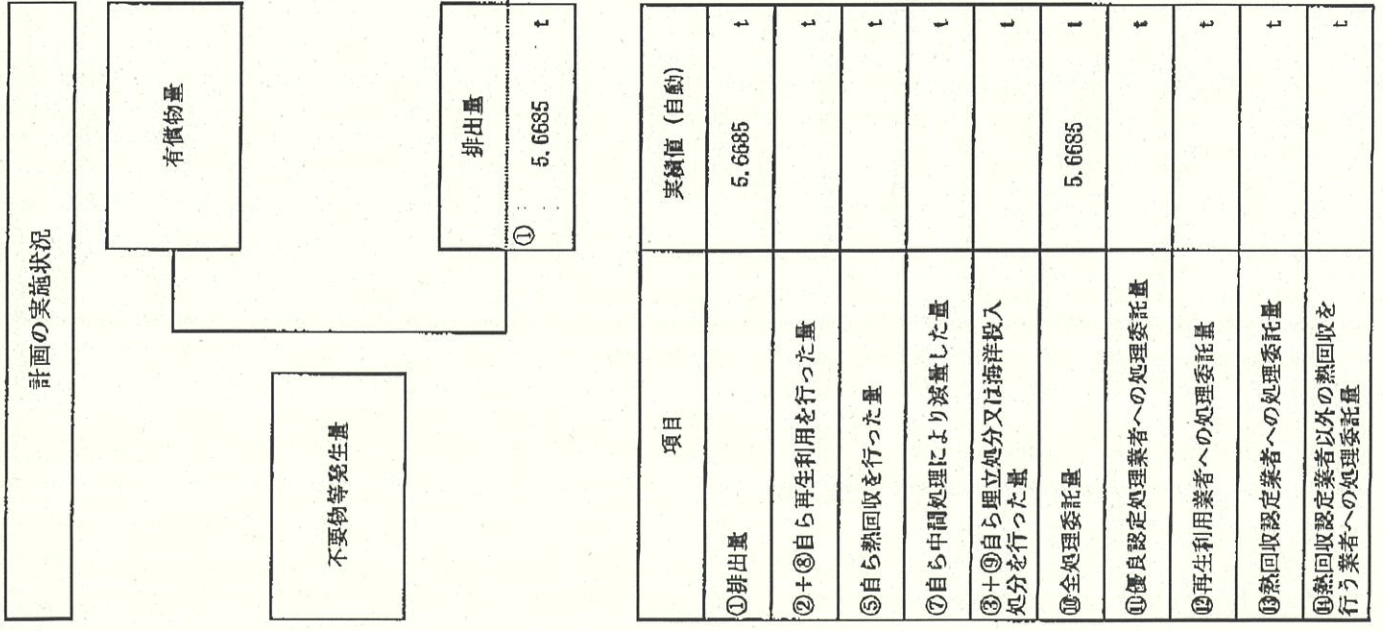 計画の実施状況
有償物量
不要物等発生量
排出量
①
5.6685 t
項目 実績値（自動）
①排出量 5.6685 t
②＋⑧自ら再生利用を行った量 t
⑤自ら熱回収を行った量 t
⑦自ら中間処理により減量した量 t
③＋⑨自ら埋立処分又は海洋投入
処分を行った量 t
⑩全処理委託量 5.6685 t
⑪優良認定処理業者への処理委託量 t
⑫再生利用業者への処理委託量 t
⑬熱回収認定業者への処理委託量 t
⑭熱回収認定業者以外の熱回収を
行う業者への処理委託量 t